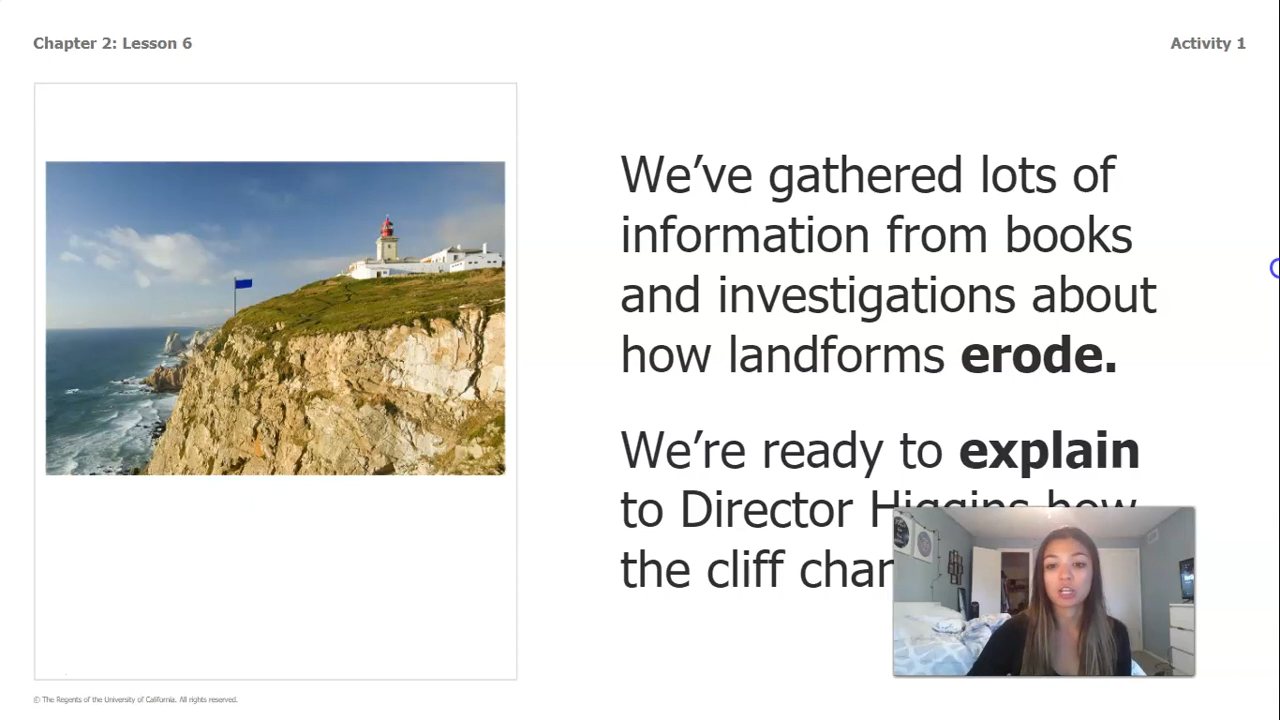 Chapter 2: Lesson 6
Activity 1
We’ve gathered lots of
information from books
and investigations about
how landforms erode.
We’re ready to explain
to Director Higgins how
the cliff
© The Regents of the University of California. All rights reserved.